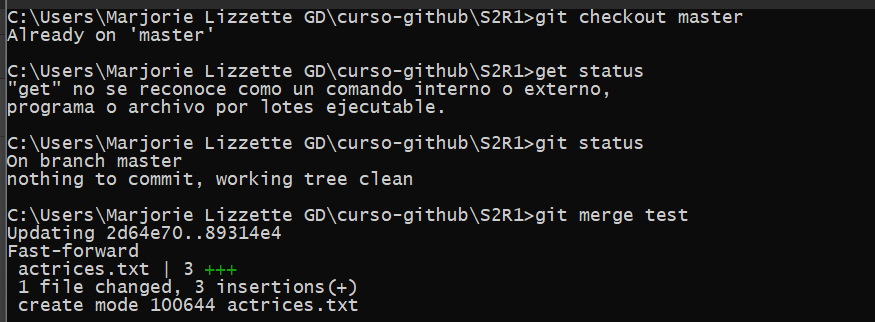 C:\Users\Marjorie Lizzette GD\curso-github\S2R1>git checkout master
Already on 'master'
C:\Users\Marjorie Lizzette GD\curso-github\S2R1>get status
"get" no se reconoce como un comando interno o externo,
programa o archivo por lotes ejecutable.
C:\Users\Marjorie Lizzette GD\curso-github\S2R1>git status
On branch master
nothing to commit, working tree clean
C:\Users\Marjorie Lizzette GD\curso-github\S2R1>git merge test
Updating 2d64e70..89314e4
Fast-forward
 actrices.txt | 3 +++
 1 file changed, 3 insertions(+)
 create mode 100644 actrices.txt